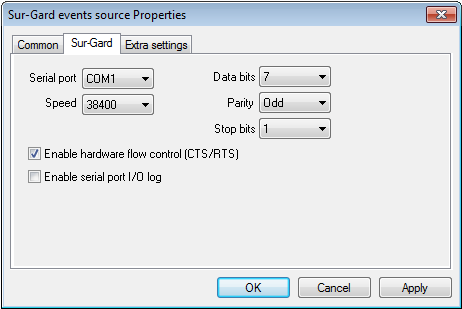 Sur-Gard events source Properties
Common Sur-Gard Extra settings
Serial port COM1 Data bits 7
Speed 38400 Parity Odd
Stop bits 1
Enable hardware flow control (CTS/RTS)
Enable serial port I/O log
OK Cancel Apply